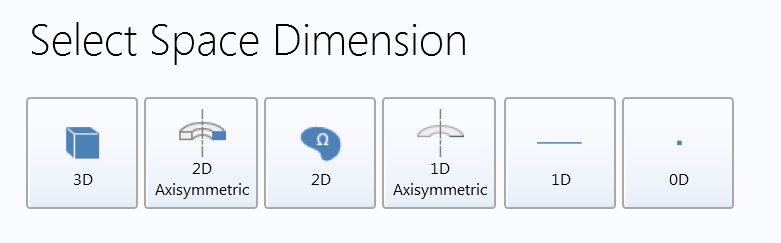 Select Space Dimension
Ω
3D
2D
Axisymmetric
2D
1D
Axisymmetric
1D
0D